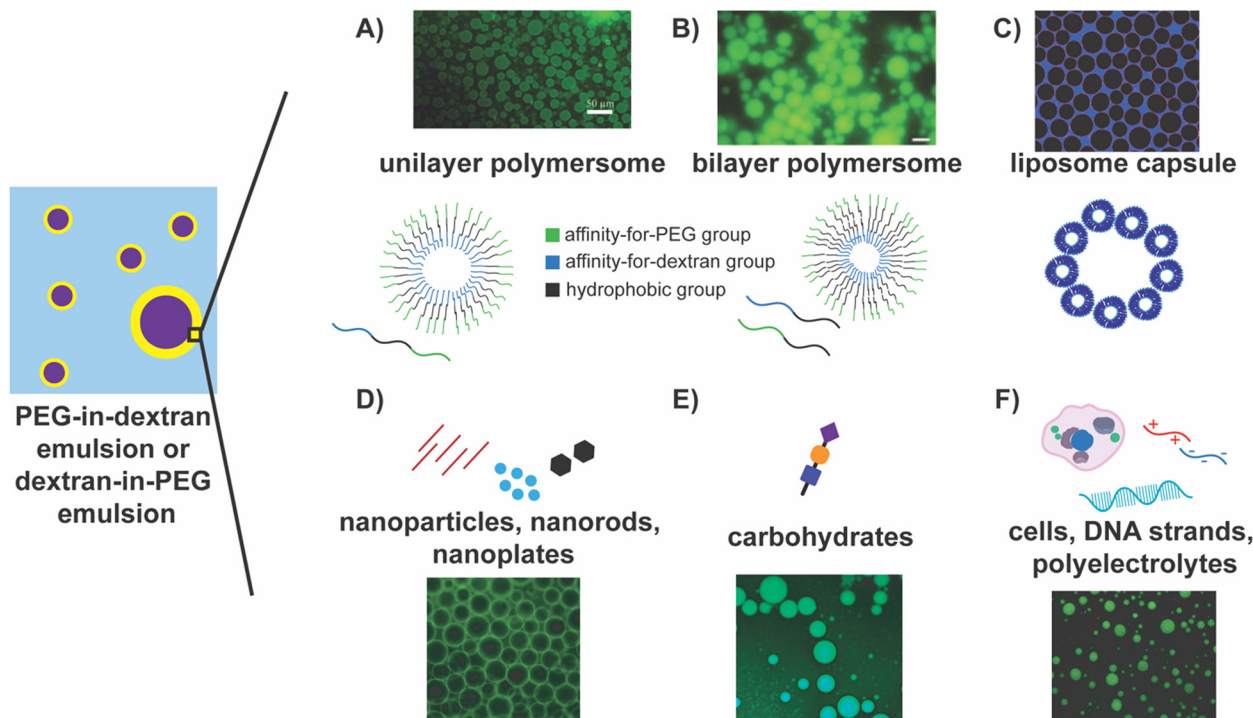 A)
B)
C)
50 µm
unilayer polymersome
bilayer polymersome
liposome capsule
affinity-for-PEG group
affinity-for-dextran group
hydrophobic group
PEG-in-dextran
emulsion or
dextran-in-PEG
emulsion
D)
E)
F)
+
+
- -
-
nanoparticles, nanorods,
nanoplates
carbohydrates
cells, DNA strands,
polyelectrolytes